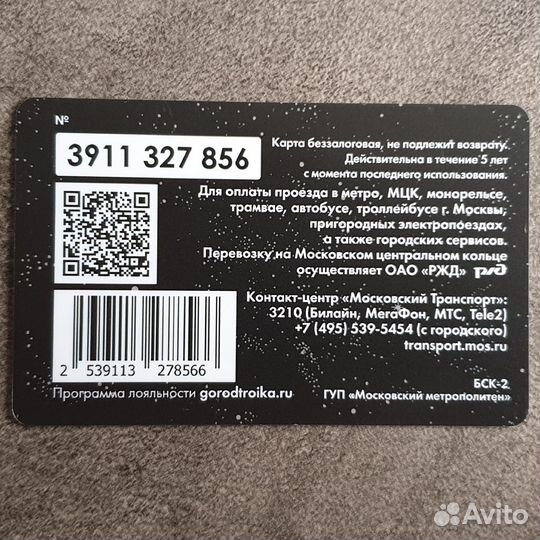 №
3911 327 856
Карта беззалоговая, не подлежит возврату.
Действительна в течение 5 лет
с момента последнего использования.
Для оплаты проезда в метро, МЦК, монорельсе,
трамвае, автобусе, троллейбусе г. Москвы,
пригородных электропоездах,
а также городских сервисов.
Перевозку на Московском центральном кольце
осуществляет ОАО «РЖД» РЖД
Контакт-центр «Московский Транспорт»:
3210 (Билайн, МегаФон, МТС, Tele2)
+7 (495) 539-5454 (с городского)
transport.mos.ru
2 539113 278566
Программа лояльности gorodtroika.ru
БСК-2
ГУП «Московский метрополитен»
Avito